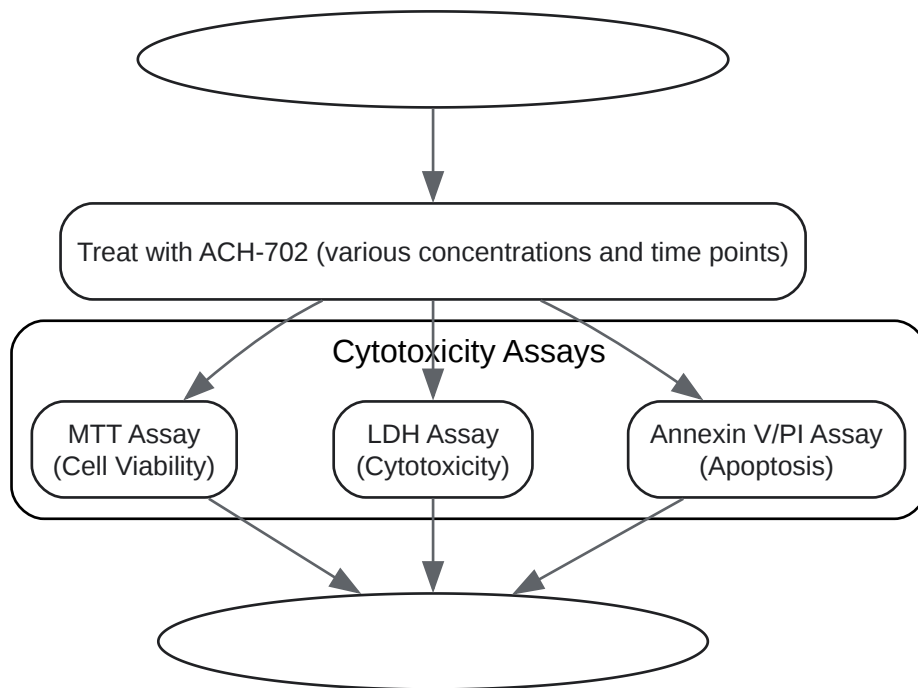 Treat with ACH-702 (various concentrations and time points)
Cytotoxicity Assays
MTT Assay
(Cell Viability)
LDH Assay
(Cytotoxicity)
Annexin V/PI Assay
(Apoptosis)